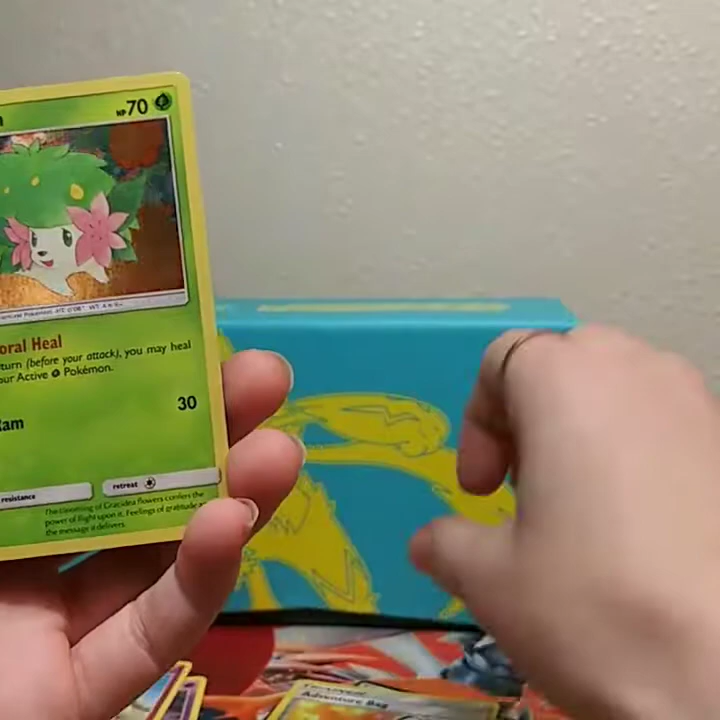 HP70
oral Heal
turn (before your attack), you may heal
our Active Pokémon.
Ram 30
resistance retreat
The blooming of Gracidea flowers confers the
power of flight upon it. Feelings of gratitude
the message it delivers.
Adventure Bag